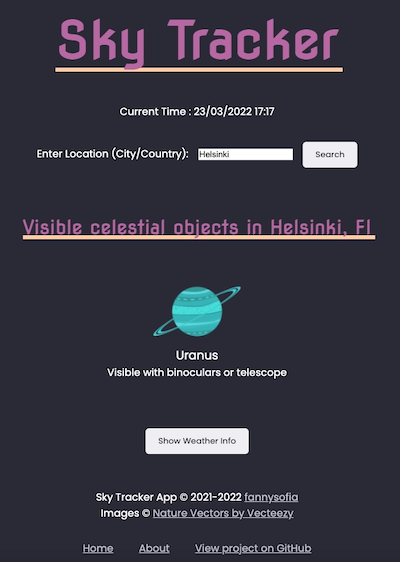 Sky Tracker
Current Time : 23/03/2022 17:17
Enter Location (City/Country): Helsinki Search
Visible celestial objects in Helsinki, FI
Uranus
Visible with binoculars or telescope
Show Weather Info
Sky Tracker App © 2021-2022 fannysofia
Images © Nature Vectors by Vecteezy
Home About View project on GitHub